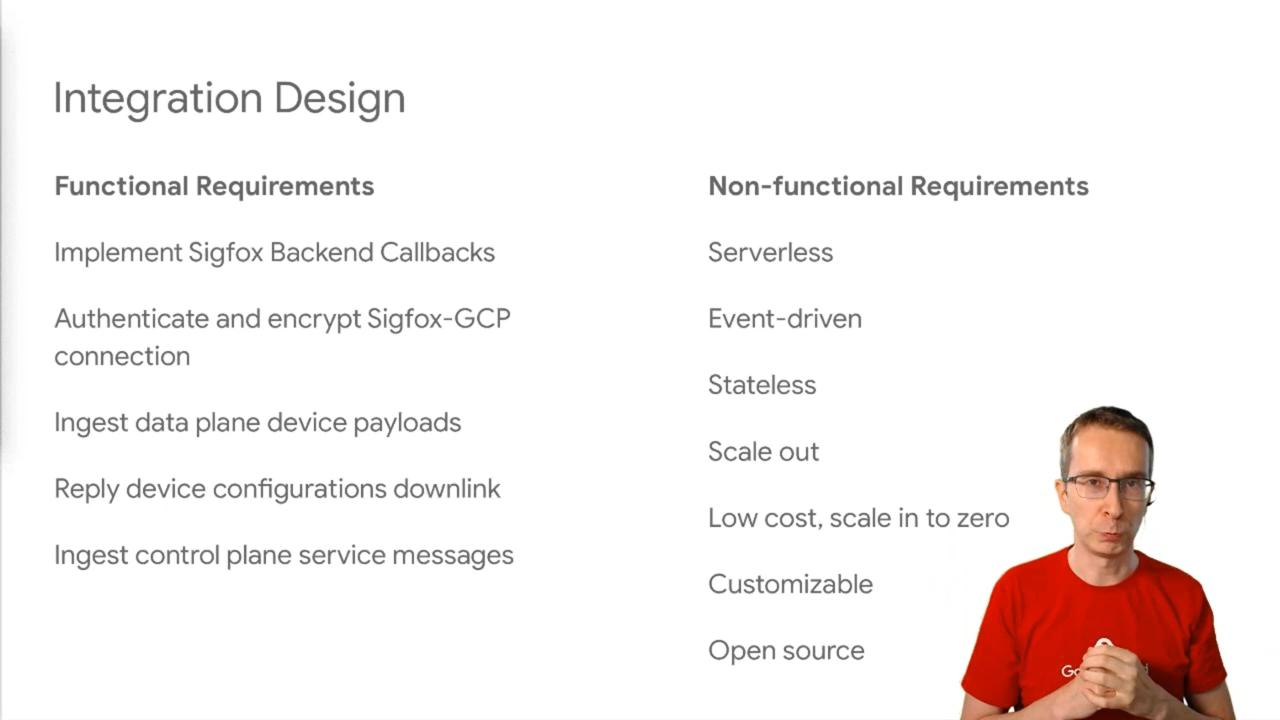 Integration Design
Functional Requirements
Implement Sigfox Backend Callbacks
Authenticate and encrypt Sigfox-GCP
connection
Ingest data plane device payloads
Reply device configurations downlink
Ingest control plane service messages
Non-functional Requirements
Serverless
Event-driven
Stateless
Scale out
Low cost, scale in to zero
Customizable
Open source